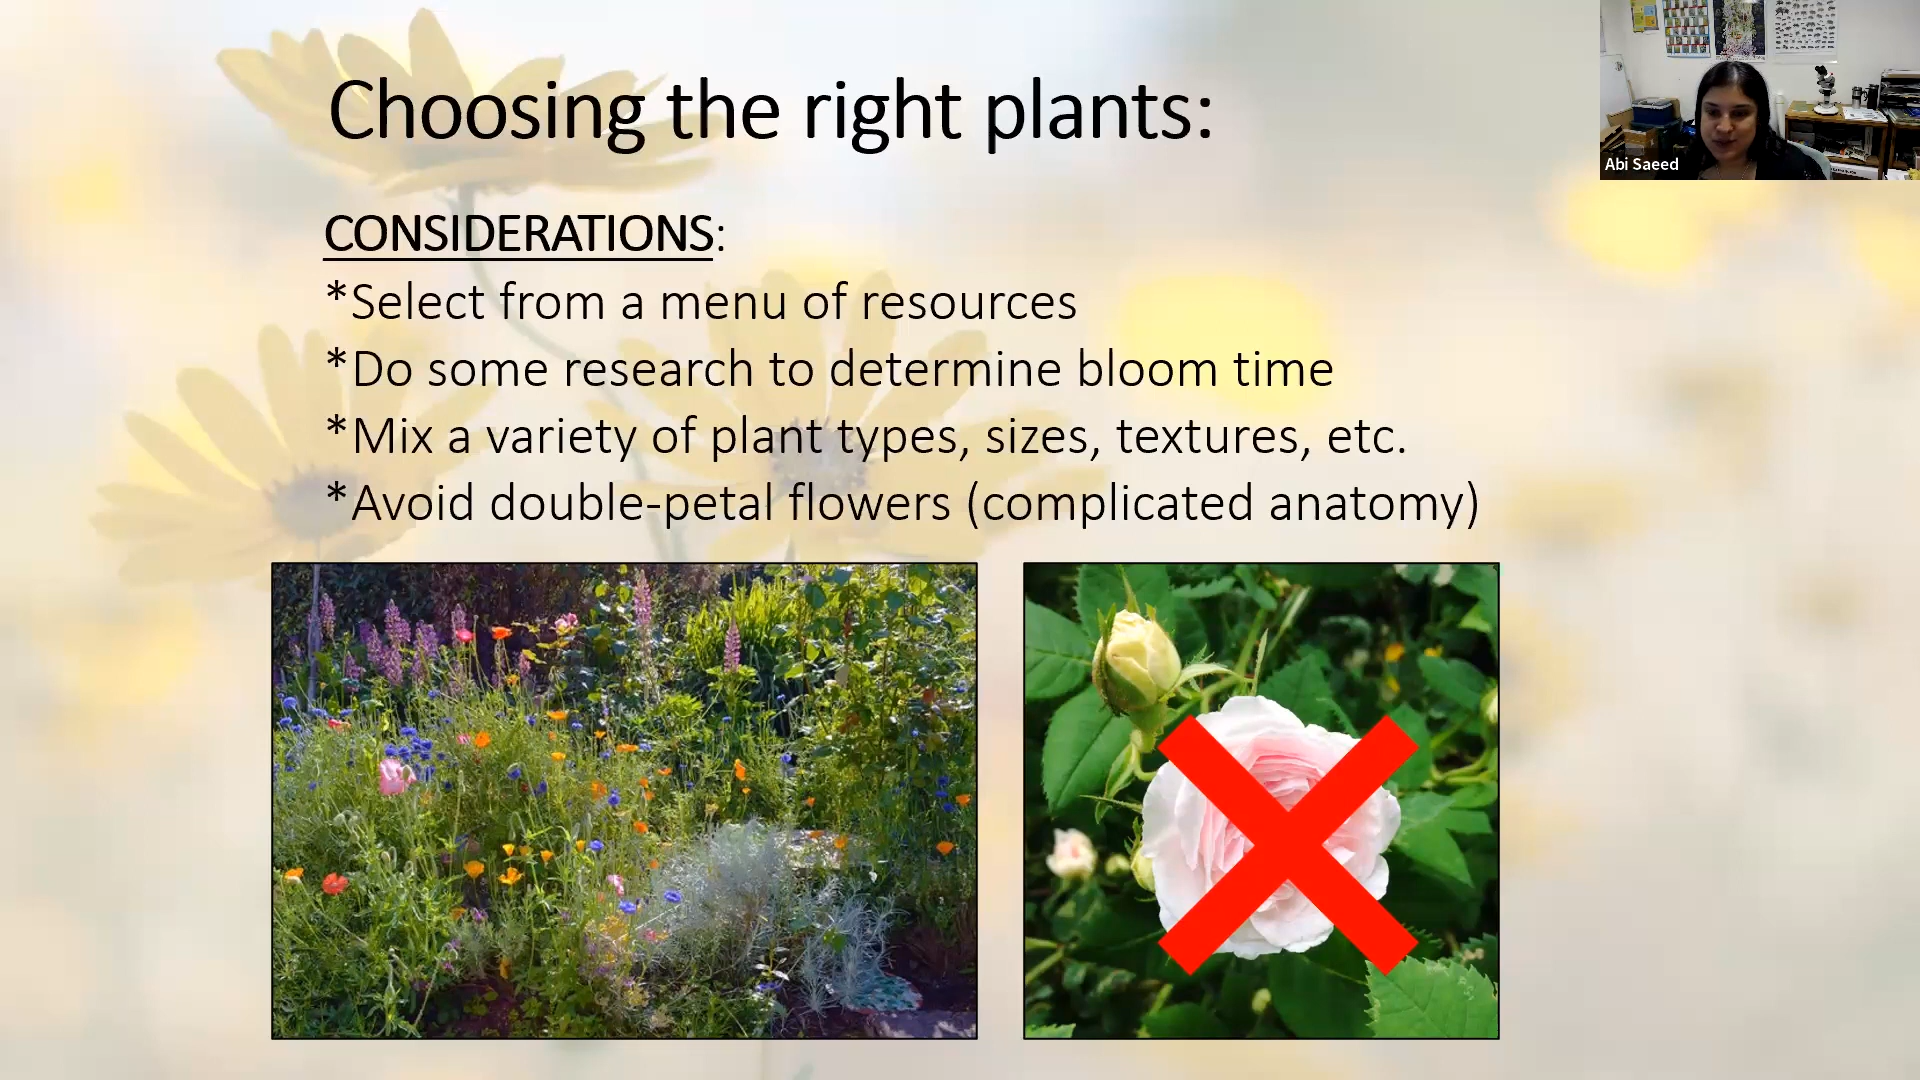 Choosing the right plants:
Abi Saeed
CONSIDERATIONS:
*Select from a menu of resources
*Do some research to determine bloom time
*Mix a variety of plant types, sizes, textures, etc.
*Avoid double-petal flowers (complicated anatomy)